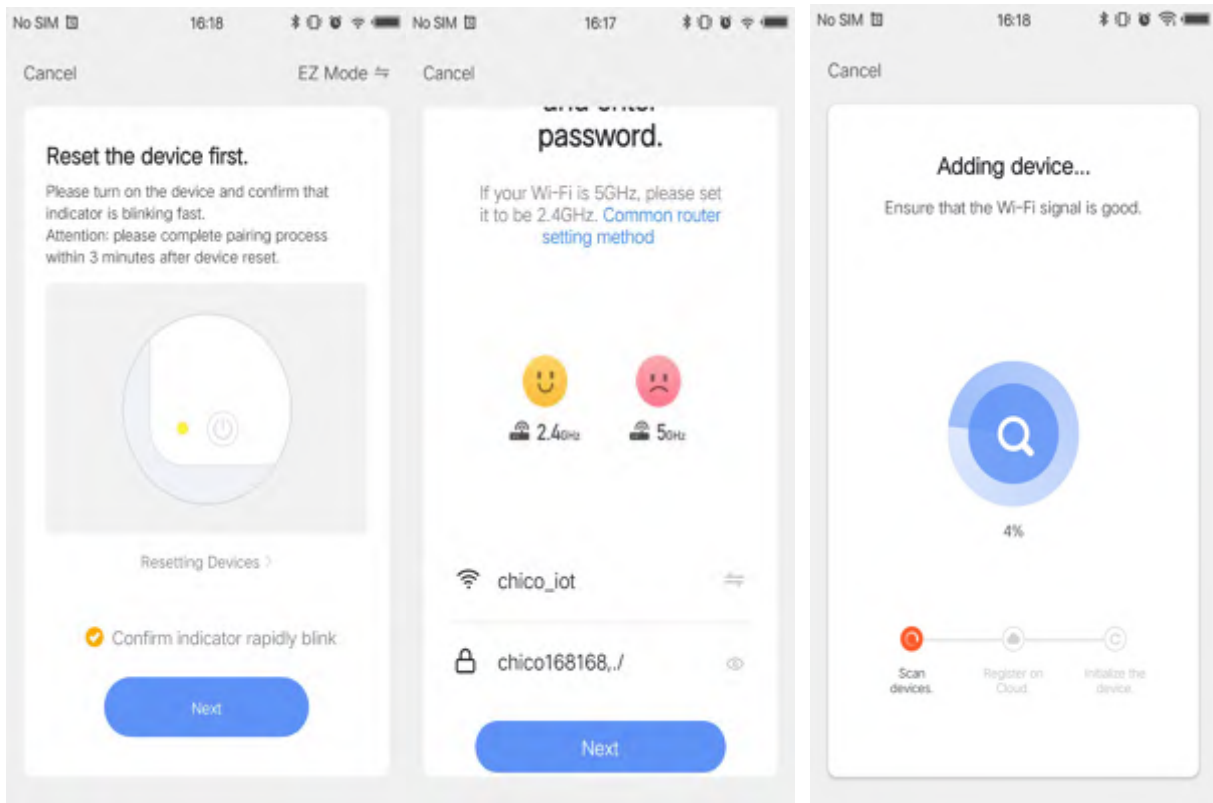 No SIM
16:18
Cancel
EZ Mode
Reset the device first.
Please turn on the device and confirm that
indicator is blinking fast.
Attention: please complete pairing process
within 3 minutes after device reset.
Resetting Devices >
Confirm indicator rapidly blink
Next
No SIM
16:17
Cancel
and enter
password.
If your Wi-Fi is 5GHz, please set
it to be 2.4GHz. Common router
setting method
2.4GHz
5GHz
chico_iot
chico168168,./
Next
No SIM
16:18
Cancel
Adding device...
Ensure that the Wi-Fi signal is good.
4%
Scan
devices.
Register on
Cloud.
Initialize the
device.